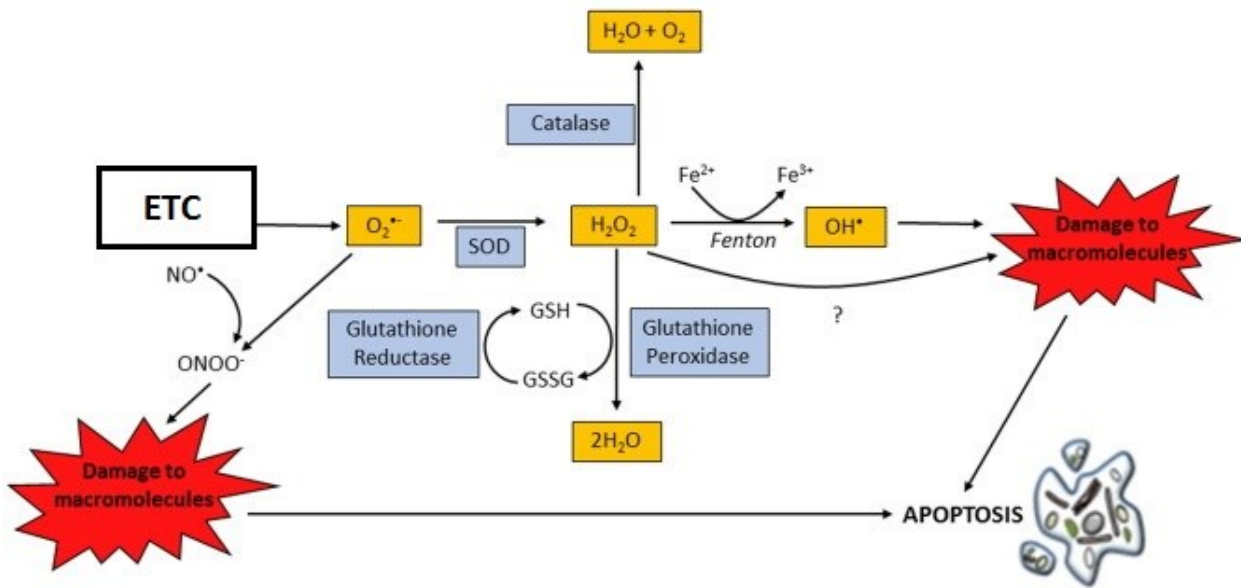 H₂O + O₂
Catalase
Fe²⁺
Fe³⁺
ETC
O₂•⁻
SOD
H₂O₂
Fenton
OH•
Damage to
macromolecules
NO•
?
Glutathione
Reductase
GSH
GSSG
Glutathione
Peroxidase
ONOO⁻
2H₂O
Damage to
macromolecules
APOPTOSIS